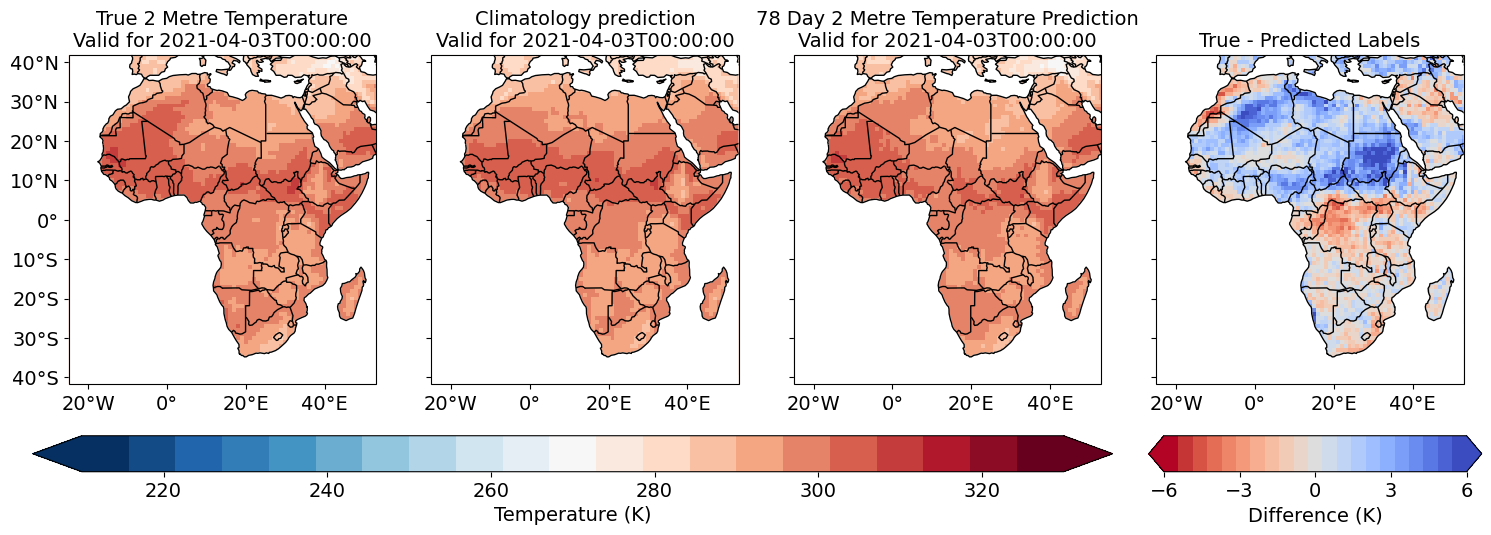 True 2 Metre Temperature
Valid for 2021-04-03T00:00:00
Climatology prediction
Valid for 2021-04-03T00:00:00
78 Day 2 Metre Temperature Prediction
Valid for 2021-04-03T00:00:00
True - Predicted Labels
40°N
30°N
20°N
10°N
0°
10°S
20°S
30°S
40°S
20°W 0° 20°E 40°E
20°W 0° 20°E 40°E
20°W 0° 20°E 40°E
20°W 0° 20°E 40°E
220 240 260 280 300 320
Temperature (K)
−6 −3 0 3 6
Difference (K)